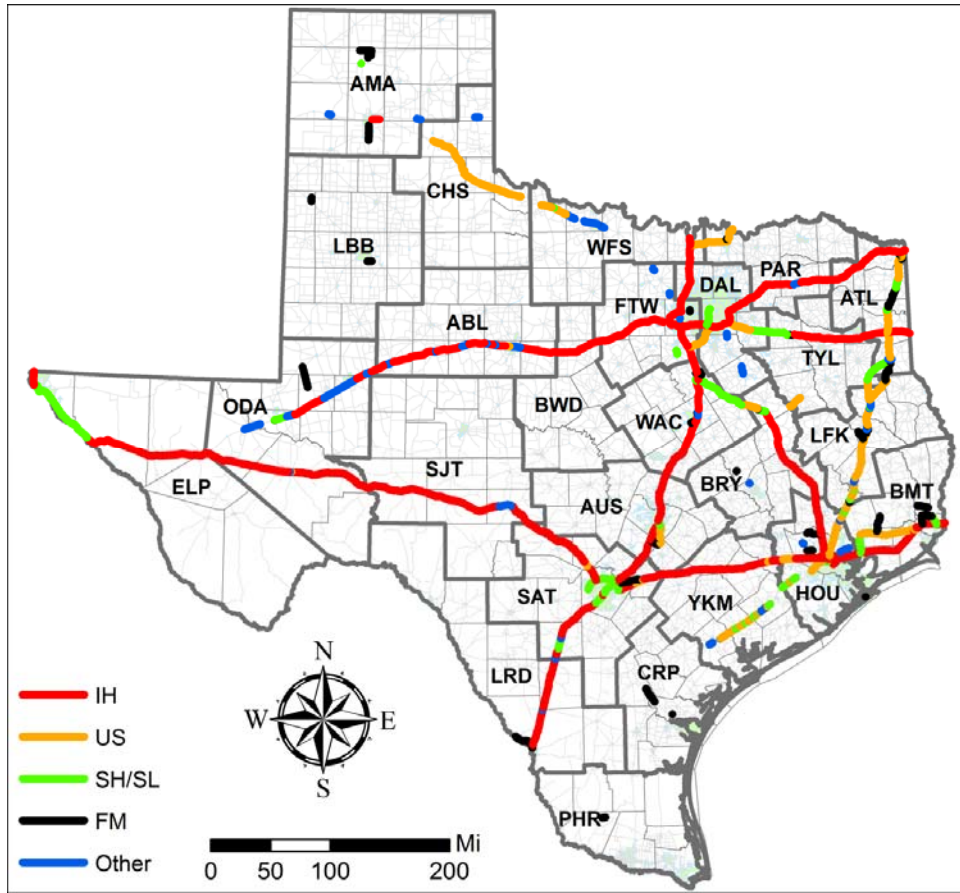 AMA
CHS
LBB
WFS
PAR
DAL
ATL
FTW
ABL
TYL
ODA
BWD
WAC
LFK
SJT
BRY
ELP
AUS
BMT
SAT
YKM
HOU
LRD
CRP
PHR
N
W E
S
IH
US
SH/SL
FM
Other
Mi
0 50 100 200